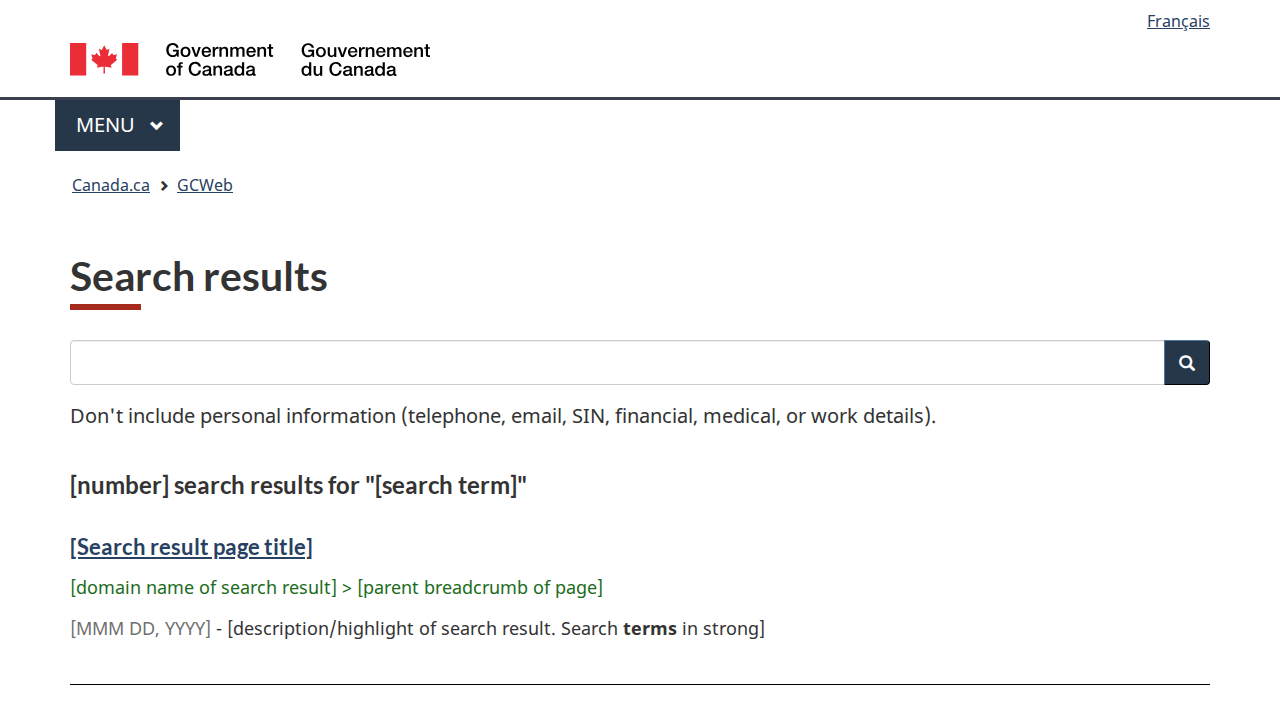 Français
Government of Canada
Gouvernement du Canada
MENU
Canada.ca
GCWeb
Search results
Don't include personal information (telephone, email, SIN, financial, medical, or work details).
[number] search results for "[search term]"
[Search result page title]
[domain name of search result] > [parent breadcrumb of page]
[MMM DD, YYYY] - [description/highlight of search result. Search terms in strong]